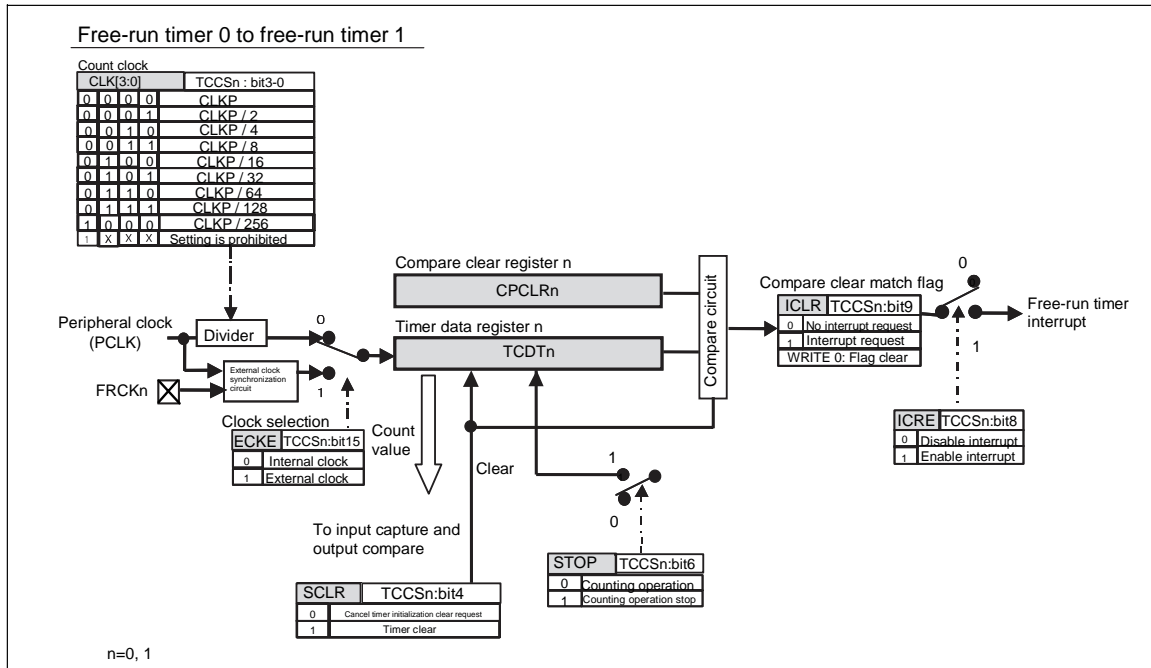 Free-run timer 0 to free-run timer 1
Count clock
CLK[3:0] TCCSn : bit3-0
0 0 0 0 CLKP
0 0 0 1 CLKP / 2
0 0 1 0 CLKP / 4
0 0 1 1 CLKP / 8
0 1 0 0 CLKP / 16
0 1 0 1 CLKP / 32
0 1 1 0 CLKP / 64
0 1 1 1 CLKP / 128
1 0 0 0 CLKP / 256
1 X X X Setting is prohibited
Peripheral clock
(PCLK)
Divider
0
External clock
synchronization
circuit
FRCKn
1
Clock selection
ECKE TCCSn:bit15
0 Internal clock
1 External clock
Compare clear register n
CPCLRn
Timer data register n
TCDTn
Compare circuit
Count
value
Clear
To input capture and
output compare
SCLR TCCSn:bit4
0 Cancel timer initialization clear request
1 Timer clear
1
0
STOP TCCSn:bit6
0 Counting operation
1 Counting operation stop
Compare clear match flag
ICLR TCCSn:bit9
0 No interrupt request
1 Interrupt request
WRITE 0: Flag clear
0
1
Free-run timer
interrupt
ICRE TCCSn:bit8
0 Disable interrupt
1 Enable interrupt
n=0, 1